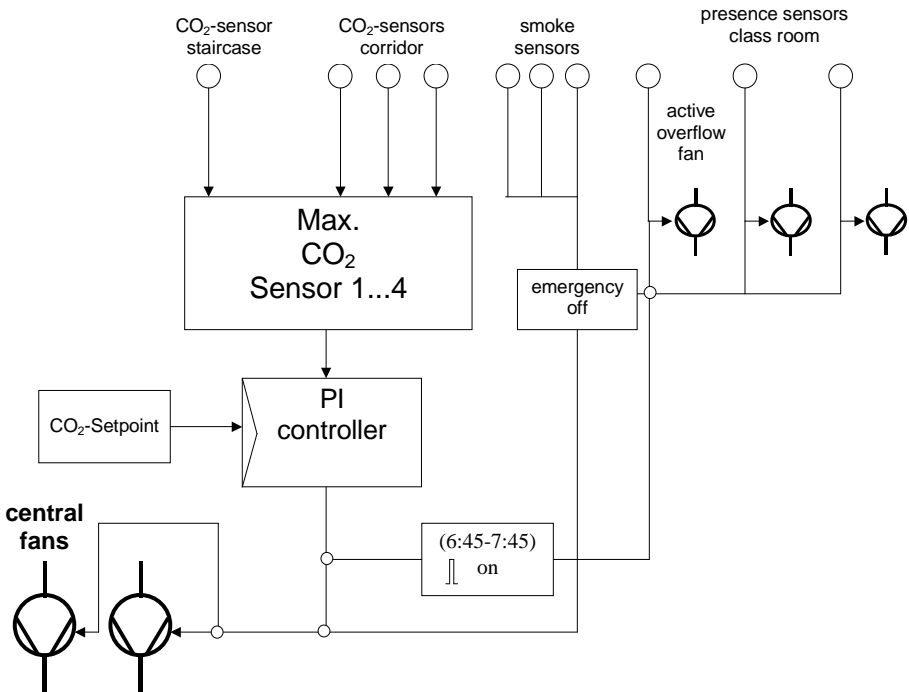 CO₂-sensor
staircase
CO₂-sensors
corridor
smoke
sensors
presence sensors
class room
active
overflow
fan
Max.
CO₂
Sensor 1...4
emergency
off
PI
controller
CO₂-Setpoint
central
fans
(6:45-7:45)
on